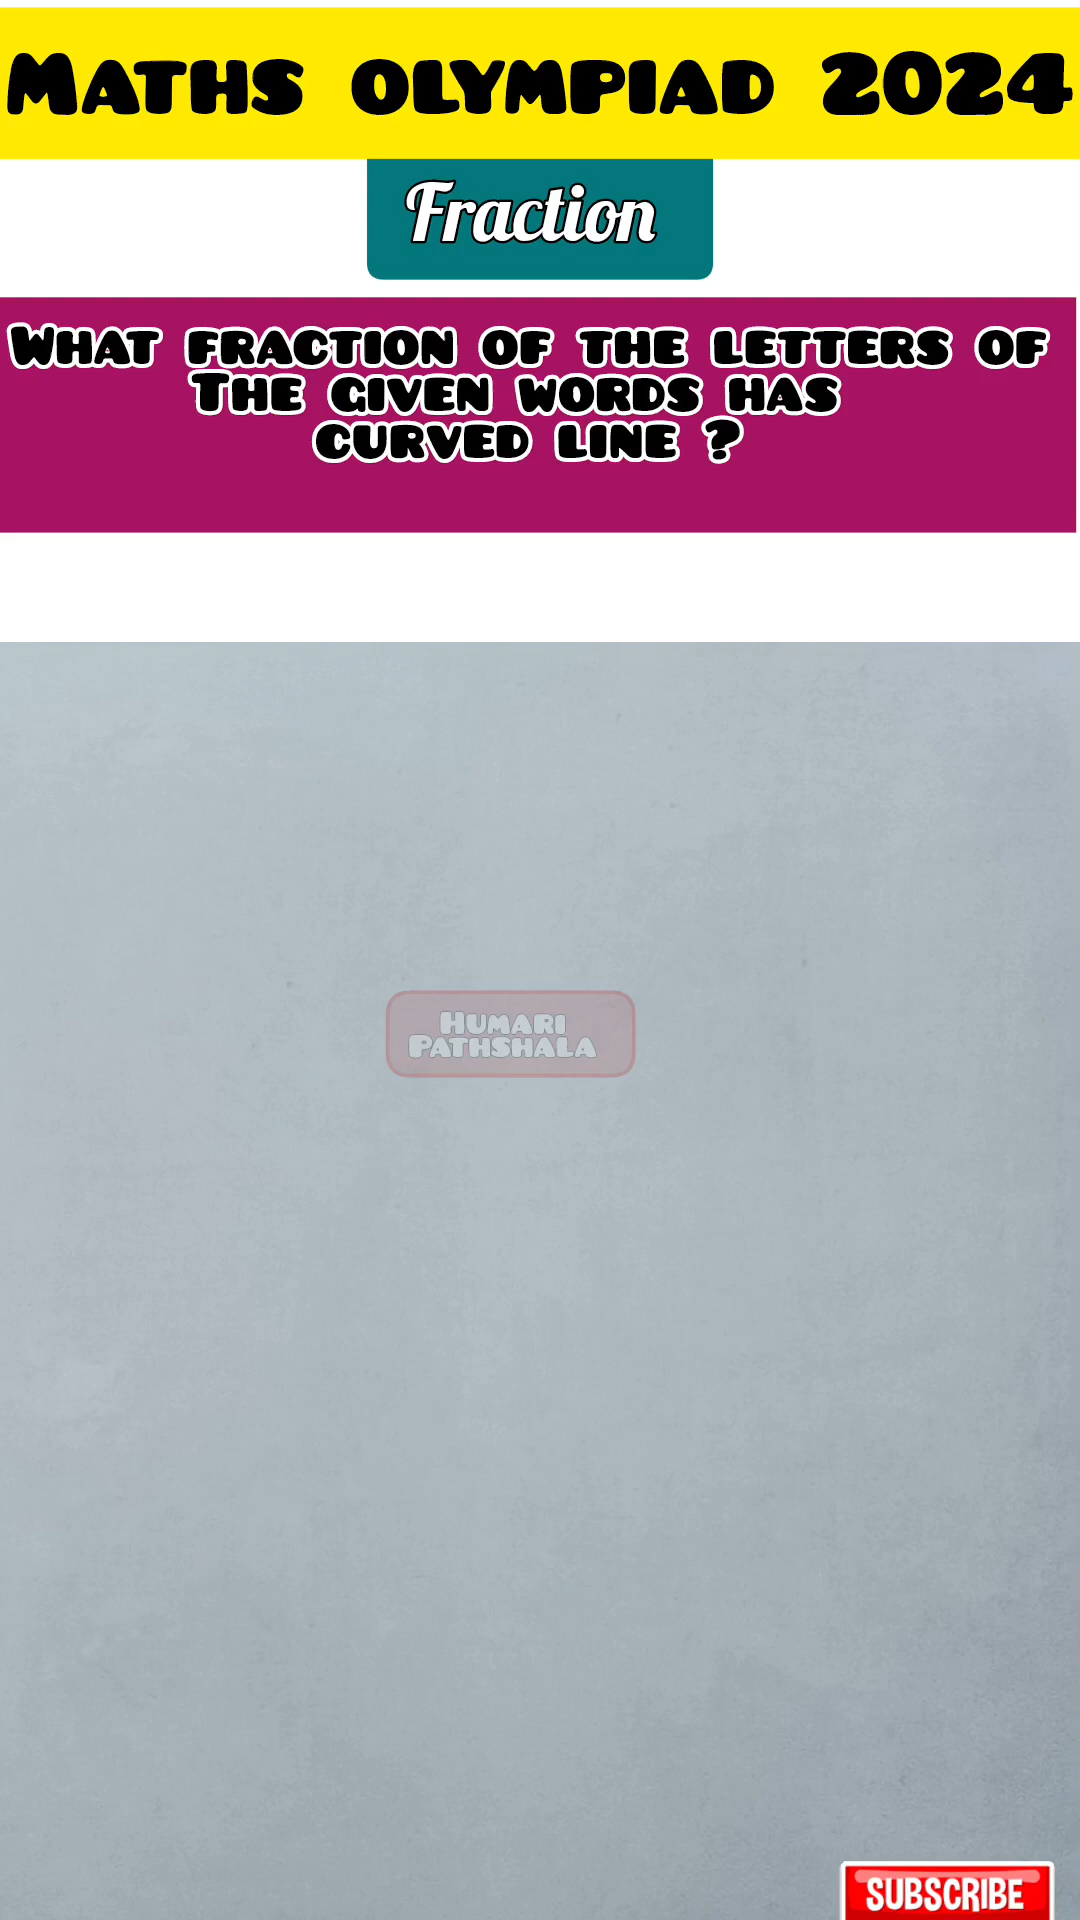 Maths olympiad 2024
Fraction
What fraction of the letters of
The given words has
curved line ?
Humari
Pathshala
SUBSCRIBE